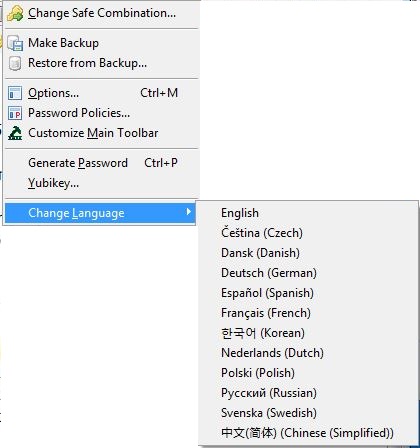 Change Safe Combination...
Make Backup
Restore from Backup...
Options... Ctrl+M
Password Policies...
Customize Main Toolbar
Generate Password Ctrl+P
Yubikey...
Change Language
English
Čeština (Czech)
Dansk (Danish)
Deutsch (German)
Español (Spanish)
Français (French)
한국어 (Korean)
Nederlands (Dutch)
Polski (Polish)
Русский (Russian)
Svenska (Swedish)
中文(简体) (Chinese (Simplified))